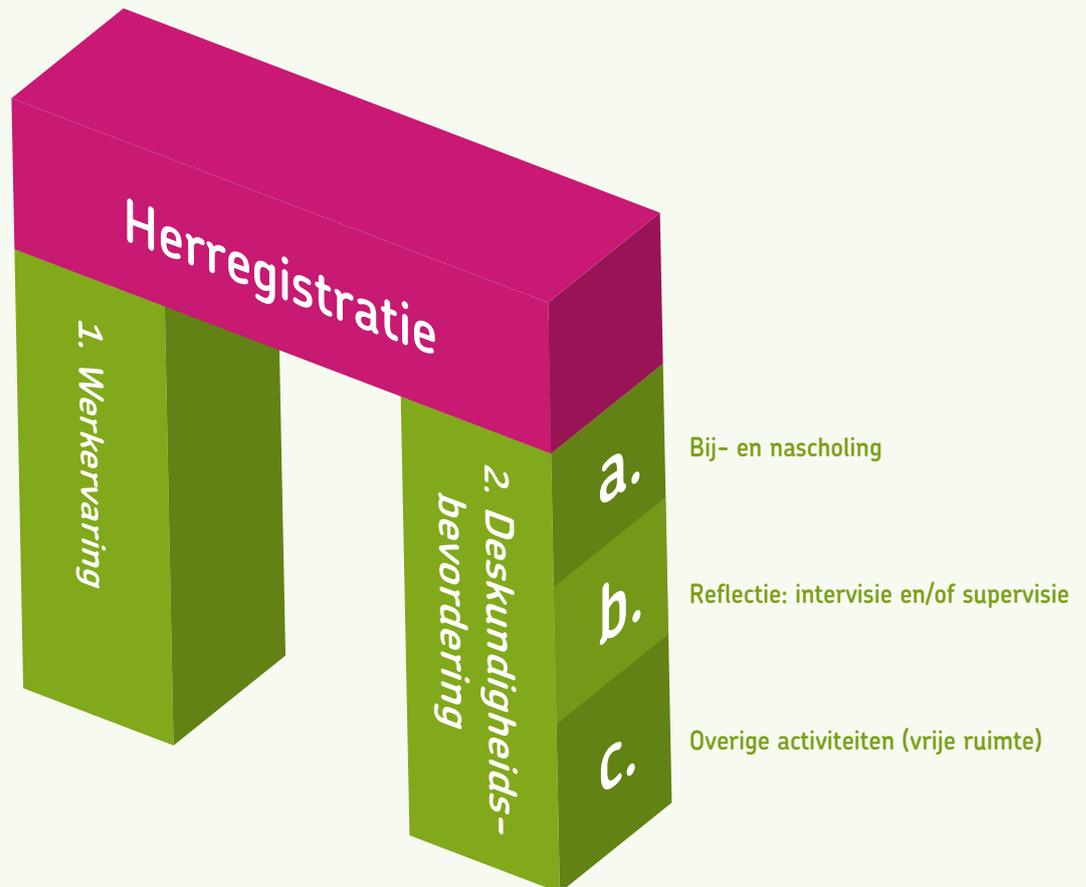 Herregistratie
1. Werkervaring
2. Deskundigheids-
bevordering
a.
Bij- en nascholing
b.
Reflectie: intervisie en/of supervisie
c.
Overige activiteiten (vrije ruimte)